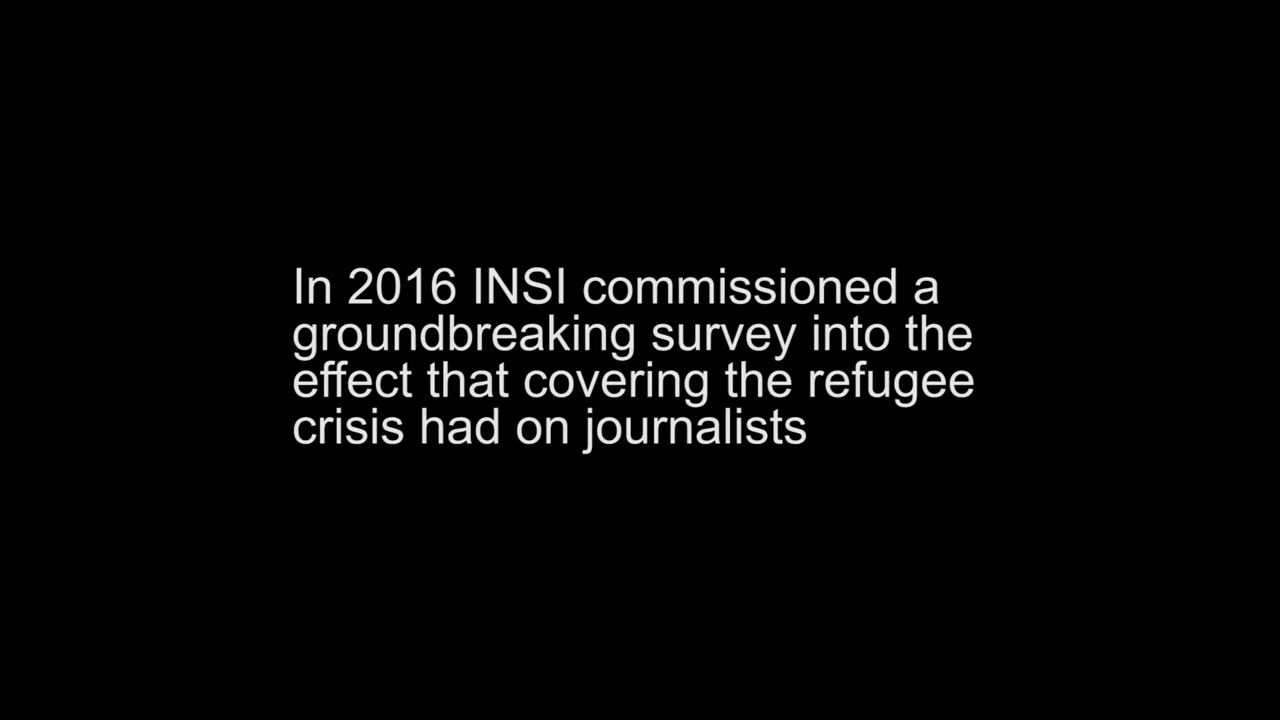 In 2016 INSI commissioned a
groundbreaking survey into the
effect that covering the refugee
crisis had on journalists